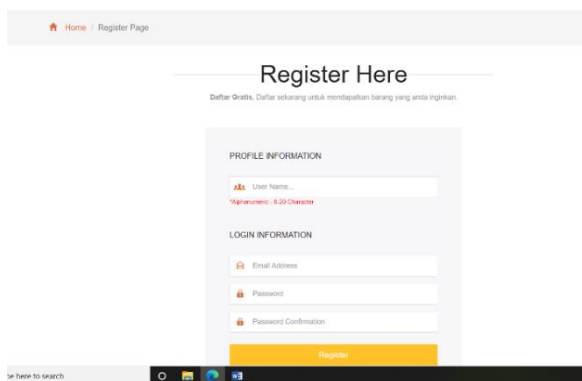 Home / Register Page
Register Here
Daftar Gratis, Daftar sekarang untuk mendapatkan barang yang anda inginkan.
PROFILE INFORMATION
User Name...
*Alphanumeric - 6-20 Character
LOGIN INFORMATION
Email Address
Password
Password Confirmation
Register
pe here to search